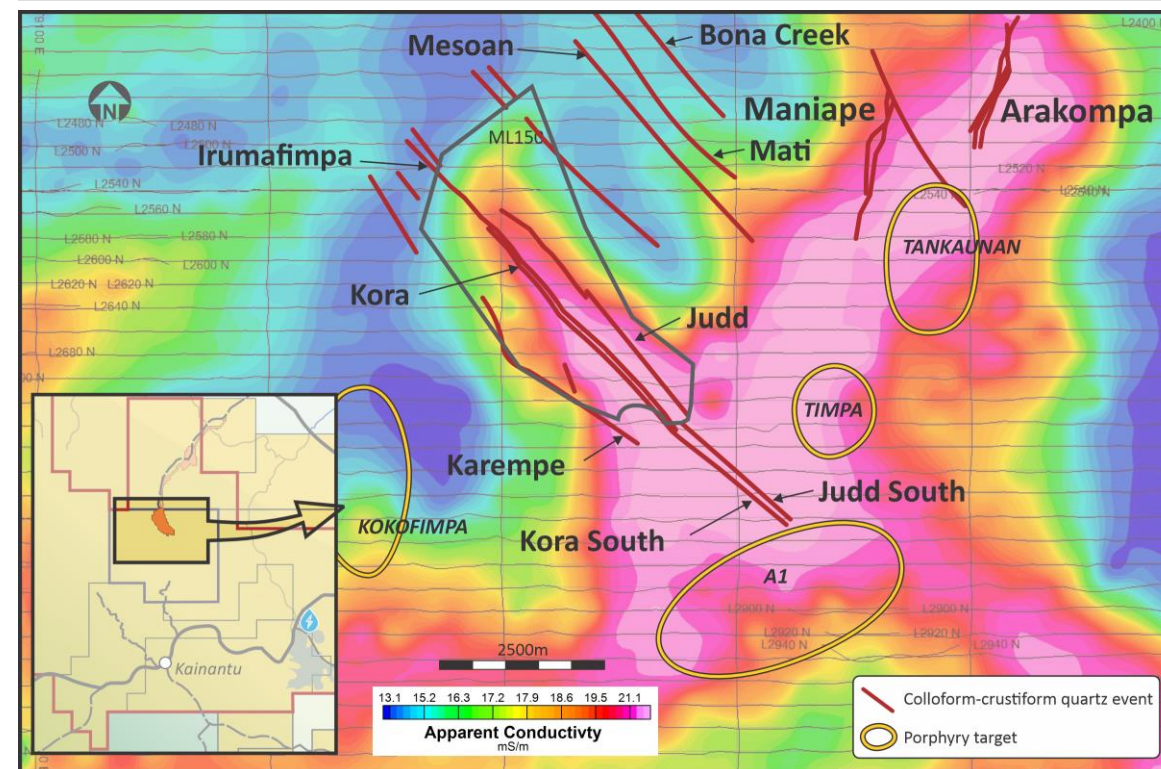 9100 E
L2400 N
Mesoan
Bona Creek
N
Maniape
Arakompa
L2480 N
L2480 N
ML150
L2500 N
Irumafimpa
Mati
L2520 N
L2540 N
L2540 N
L2540 N
L2560 N
L2580 N
L2580 N
TANKAUNAN
L2600 N
L2600 N
L2620 N
L2620 N
Kora
L2640 N
Judd
L2680 N
TIMPA
Karempe
Judd South
KOKOFIMPA
Kora South
A1
L2900 N
L2900 N
L2920 N
L2920 N
L2940 N
L2940 N
Kainantu
2500m
13.1 15.2 16.3 17.2 17.9 18.6 19.5 21.1
Apparent Conductivty
mS/m
Colloform-crustiform quartz event
Porphyry target